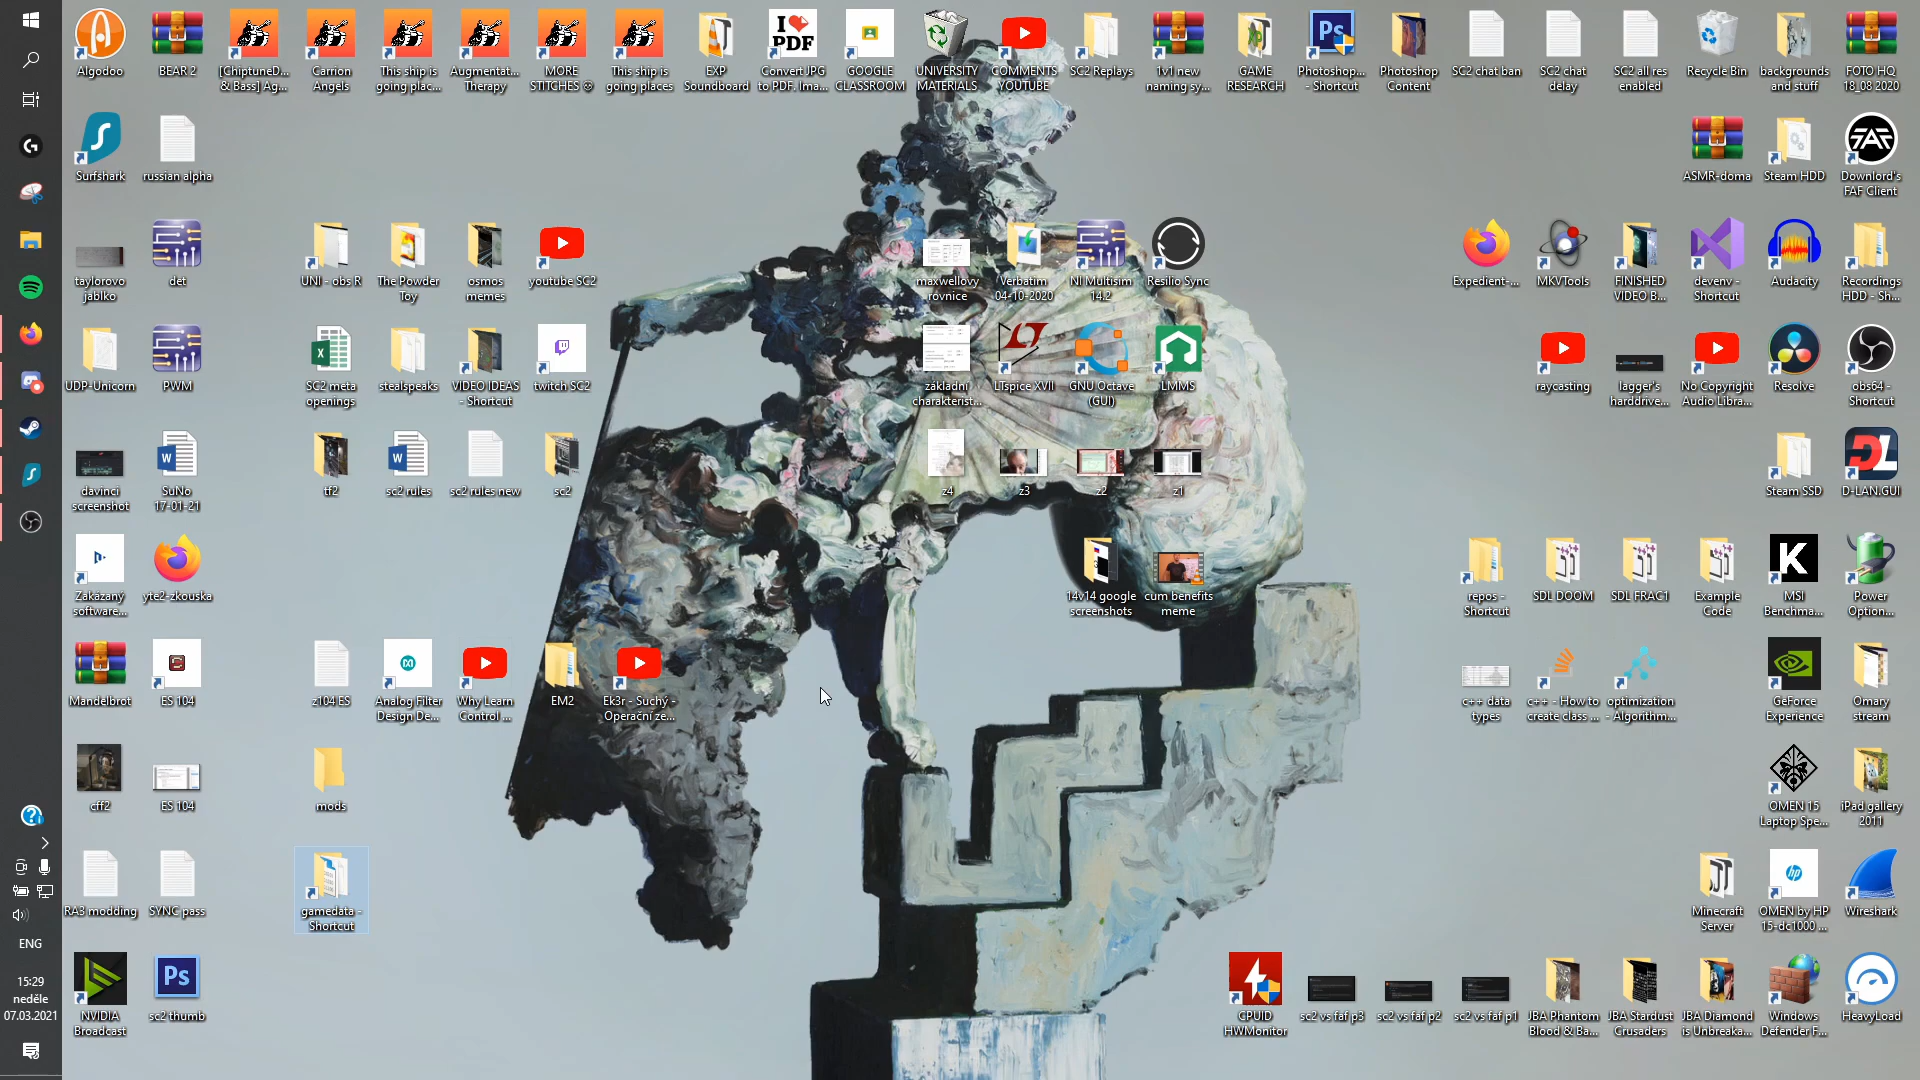 Algodoo
BEAR 2
[ChiptuneD...
& Bass] Ag...
Carrion
Angels
This ship is
going plac...
Augmentat...
Therapy
MORE
STITCHES ☺
This ship is
going places
EXP
Soundboard
I
PDF
Convert JPG
to PDF. Ima...
GOOGLE
CLASSROOM
UNIVERSITY
MATERIALS
COMMENTS
YOUTUBE
SC2 Replays
1v1 new
naming sy...
GAME
RESEARCH
Ps
Photoshop...
- Shortcut
Photoshop
Content
SC2 chat ban
SC2 chat
delay
SC2 all res
enabled
Recycle Bin
backgrounds
and stuff
FOTO HQ
18_08 2020
Surfshark
russian alpha
ASMR-doma
Steam HDD
FAF
Downlord's
FAF Client
taylorovo
jablko
det
UNI - obs R
The Powder
Toy
osmos
memes
youtube SC2
maxwellovy
rovnice
Verbatim
04-10-2020
NI Multisim
14.2
Resilio Sync
Expedient-...
MKVTools
FINISHED
VIDEO B...
devenv -
Shortcut
Audacity
Recordings
HDD - Sh...
UDP-Unicorn
PWM
SC2 meta
openings
stealspeaks
VIDEO IDEAS
- Shortcut
twitch SC2
základní
charakterist...
LTspice XVII
GNU Octave
(GUI)
LMMS
raycasting
lagger's
harddrive...
No Copyright
Audio Libra...
Resolve
obs64 -
Shortcut
davinci
screenshot
SuNo
17-01-21
tf2
sc2 rules
sc2 rules new
sc2
z4
z3
z2
z1
Steam SSD
DL
D-LAN.GUI
Zakázaný
software...
yte2-zkouska
14v14 google
screenshots
cum benefits
meme
repos -
Shortcut
SDL DOOM
SDL FRAC1
Example
Code
K
MSI
Benchma...
Power
Option...
Mandelbrot
ES 104
z104 ES
Analog Filter
Design De...
Why Learn
Control ...
EM2
Ek3r - Suchý -
Operační ze...
c++ data
types
c++ - How to
create class ...
optimization
- Algorithm...
GeForce
Experience
Omary
stream
cff2
ES 104
mods
OMEN 15
Laptop Spe...
iPad gallery
2011
RA3 modding
SYNC pass
gamedata -
Shortcut
Minecraft
Server
hp
OMEN by HP
15-dc1000 ...
Wireshark
ENG
15:29
neděle
07.03.2021
NVIDIA
Broadcast
Ps
sc2 thumb
CPUID
HWMonitor
sc2 vs faf p3
sc2 vs faf p2
sc2 vs faf p1
JBA Phantom
Blood & Ba...
JBA Stardust
Crusaders
JBA Diamond
is Unbreaka...
Windows
Defender F...
HeavyLoad